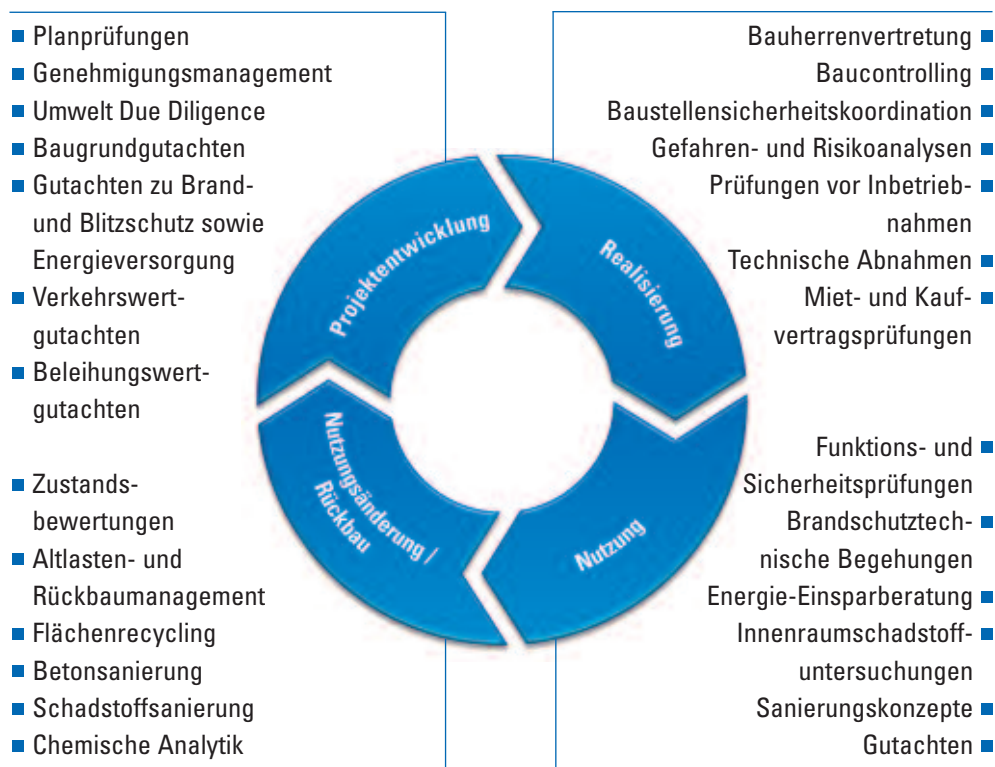 Planprüfungen
Genehmigungsmanagement
Umwelt Due Diligence
Baugrundgutachten
Gutachten zu Brand-
und Blitzschutz sowie
Energieversorgung
Verkehrswert-
gutachten
Beleihungswert-
gutachten
Bauherrenvertretung
Baucontrolling
Baustellensicherheitskoordination
Gefahren- und Risikoanalysen
Prüfungen vor Inbetrieb-
nahmen
Technische Abnahmen
Miet- und Kauf-
vertragsprüfungen
Projektentwicklung
Realisierung
Nutzungsänderung /
Rückbau
Nutzung
Zustands-
bewertungen
Altlasten- und
Rückbaumanagement
Flächenrecycling
Betonsanierung
Schadstoffsanierung
Chemische Analytik
Funktions- und
Sicherheitsprüfungen
Brandschutztech-
nische Begehungen
Energie-Einsparberatung
Innenraumschadstoff-
untersuchungen
Sanierungskonzepte
Gutachten